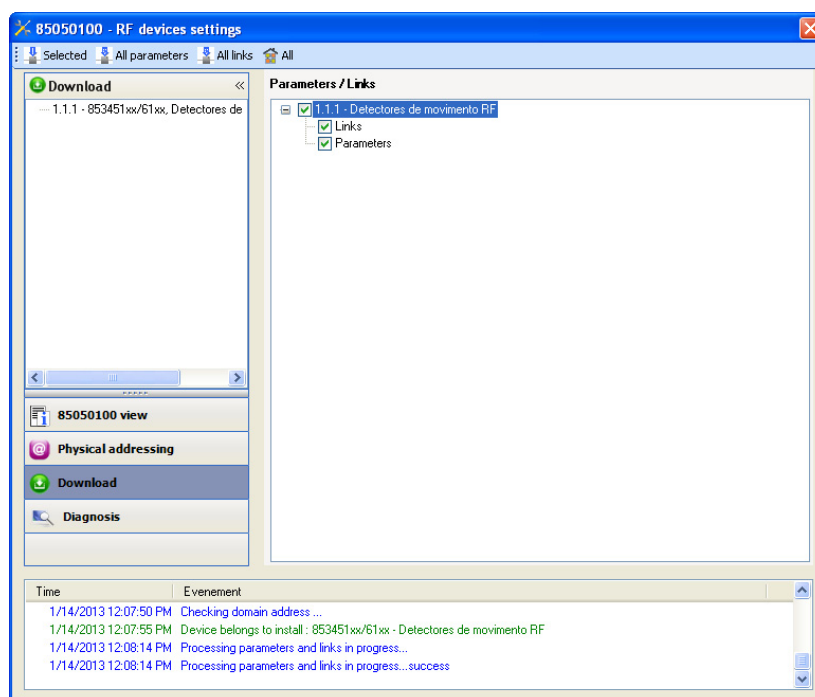 85050100 - RF devices settings
Selected All parameters All links All
Download «
1.1.1 - 853451xx/61xx, Detectores de
85050100 view
Physical addressing
Download
Diagnosis
Parameters / Links
1.1.1 - Detectores de movimento RF
Links
Parameters
Time Evenement
1/14/2013 12:07:50 PM Checking domain address ...
1/14/2013 12:07:55 PM Device belongs to install : 853451xx/61xx - Detectores de movimento RF
1/14/2013 12:08:14 PM Processing parameters and links in progress...
1/14/2013 12:08:14 PM Processing parameters and links in progress...success